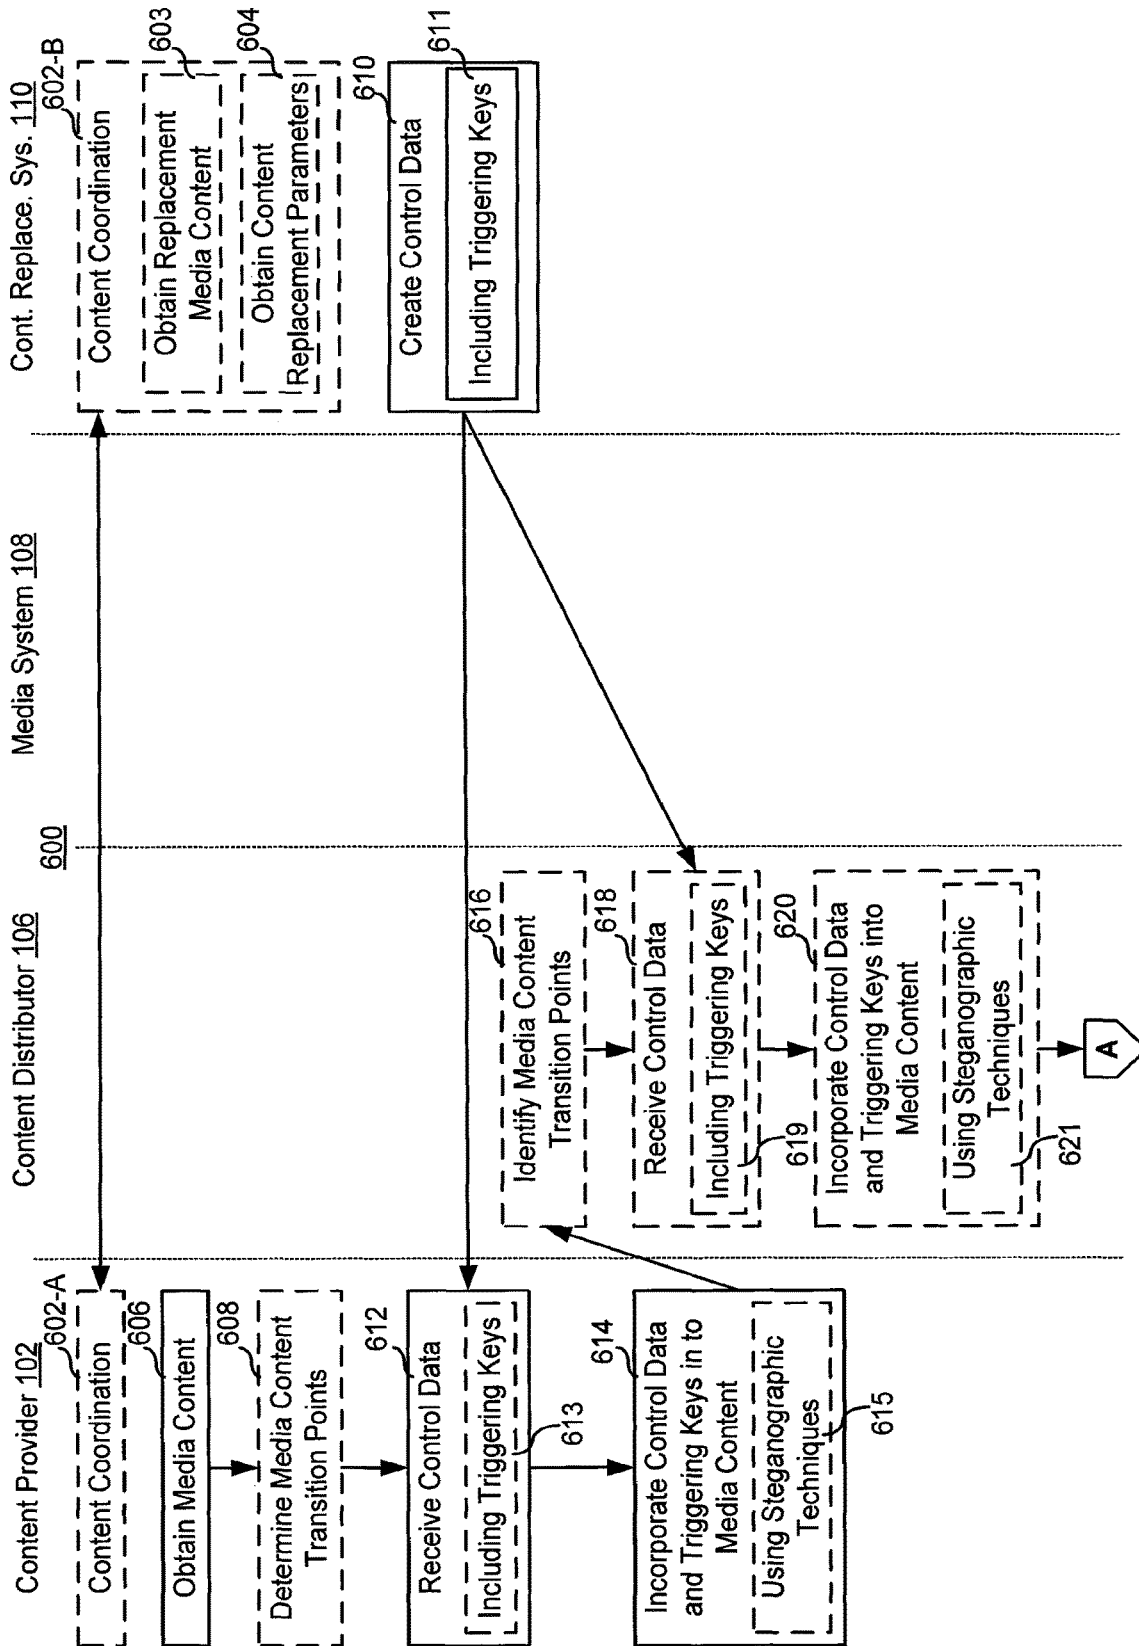 Content Provider 102
Content Distributor 106
600
Media System 108
Cont. Replace. Sys. 110
602-A
Content Coordination
606
Obtain Media Content
608
Determine Media Content
Transition Points
612
Receive Control Data
Including Triggering Keys
613
614
Incorporate Control Data
and Triggering Keys in to
Media Content
Using Steganographic
Techniques
615
616
Identify Media Content
Transition Points
618
Receive Control Data
Including Triggering Keys
619
620
Incorporate Control Data
and Triggering Keys into
Media Content
Using Steganographic
Techniques
621
A
602-B
Content Coordination
603
Obtain Replacement
Media Content
604
Obtain Content
Replacement Parameters
610
Create Control Data
611
Including Triggering Keys